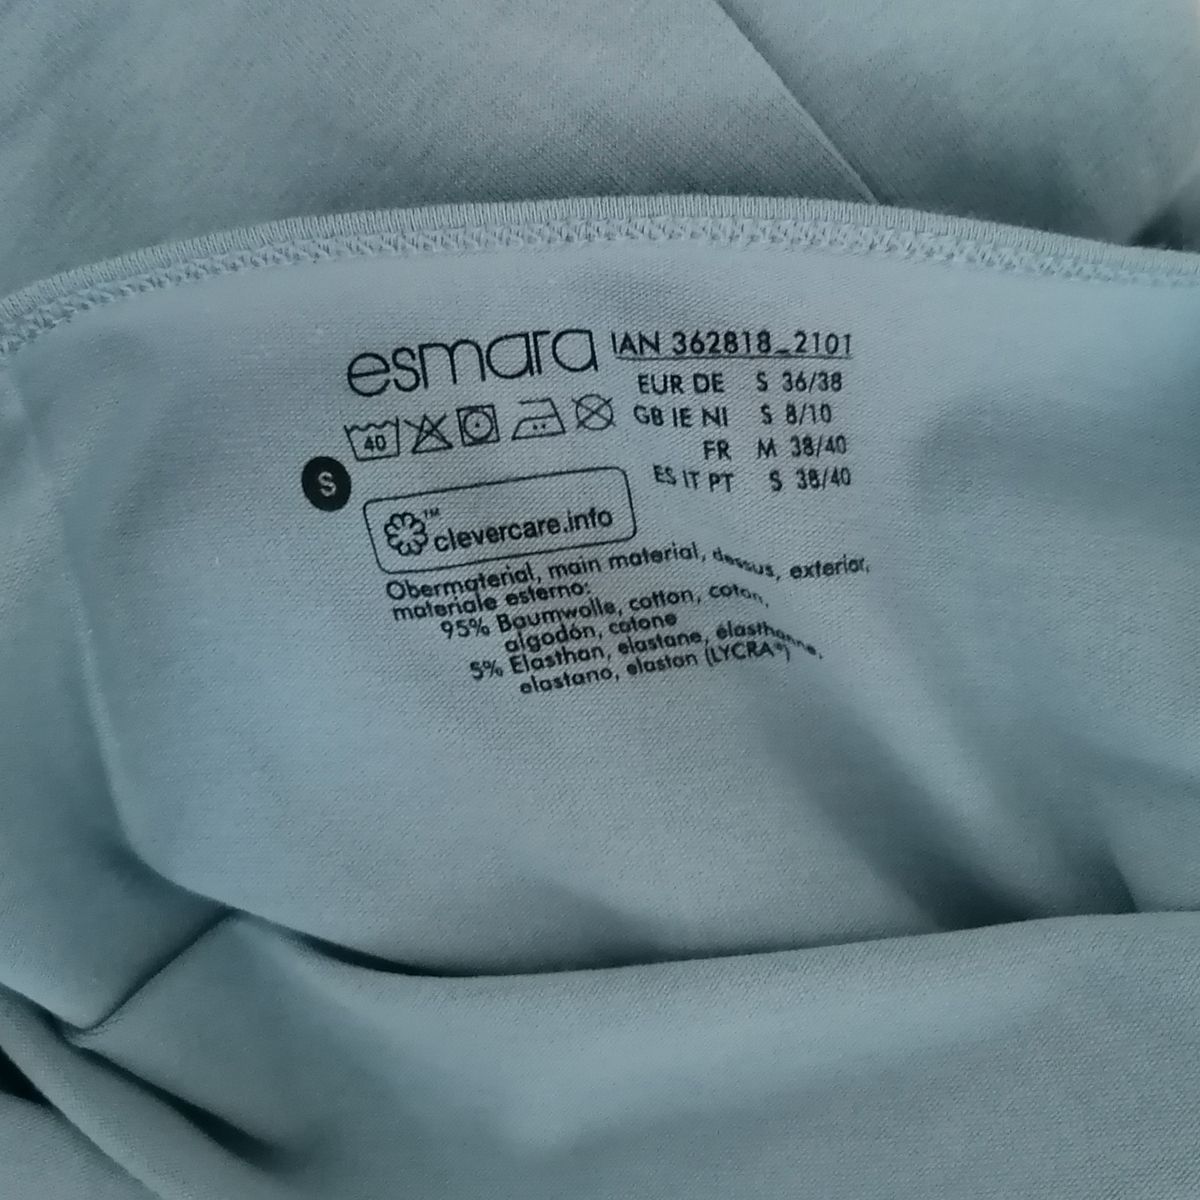 esmara
IAN 362818_2101
EUR DE S 36/38
GB IE NI S 8/10
FR M 38/40
ES IT PT S 38/40
40
S
™clevercare.info
Obermaterial, main material, dessus, exterior,
materiale esterno:
95% Baumwolle, cotton, coton,
algodón, cotone
5% Elasthan, elastane, élasthanne,
elastano, elastan (LYCRA®)